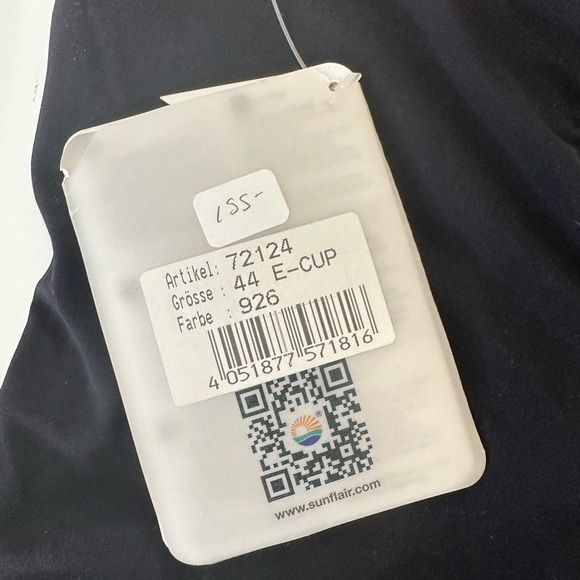 155-
Artikel: 72124
Grösse : 44 E-CUP
Farbe : 926
4 051877 571816
®
www.sunflair.com